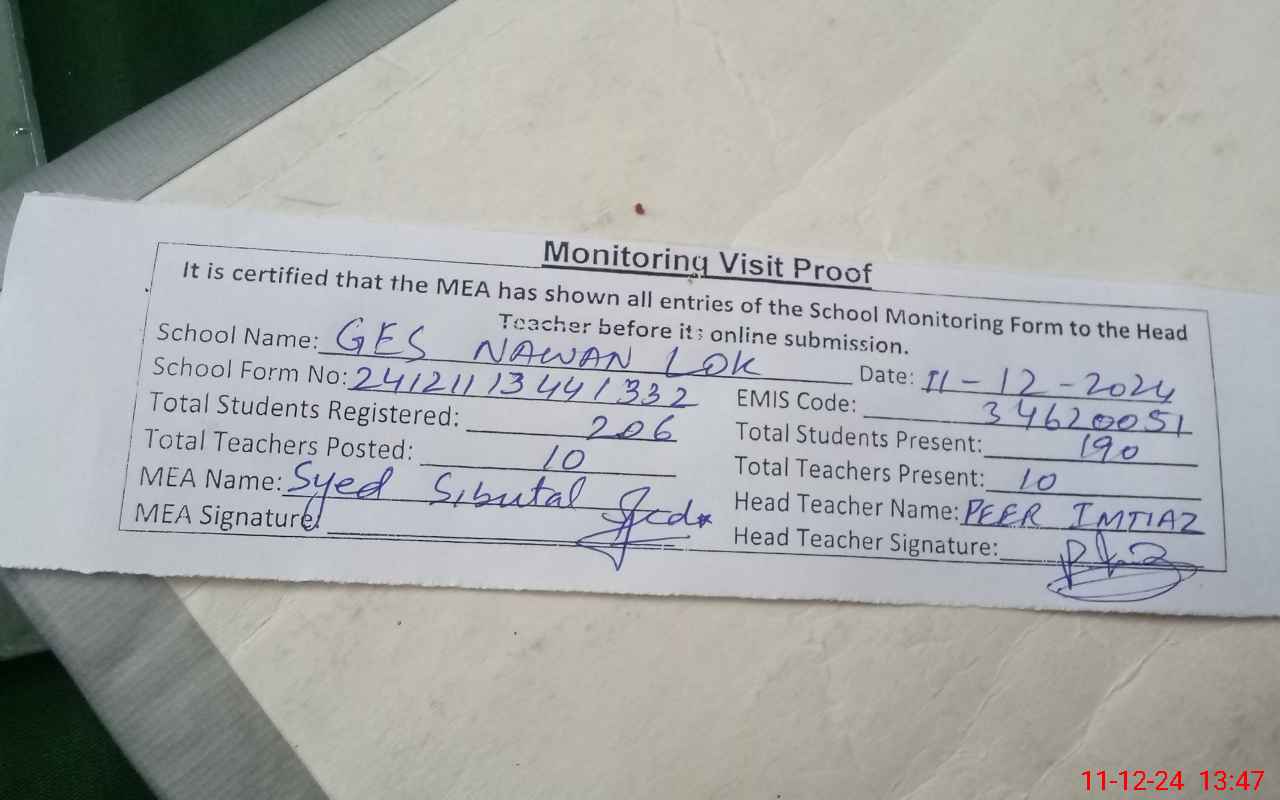 Monitoring Visit Proof
It is certified that the MEA has shown all entries of the School Monitoring Form to the Head
Teacher before its online submission.
School Name: GES NAWAN LOK Date: 11-12-2024
School Form No: 241211134441332 EMIS Code: 34620051
Total Students Registered: 206 Total Students Present: 190
Total Teachers Posted: 10 Total Teachers Present: 10
MEA Name: Syed Sibutal Head Teacher Name: PEER IMTIAZ
MEA Signature: Head Teacher Signature:
11-12-24 13:47